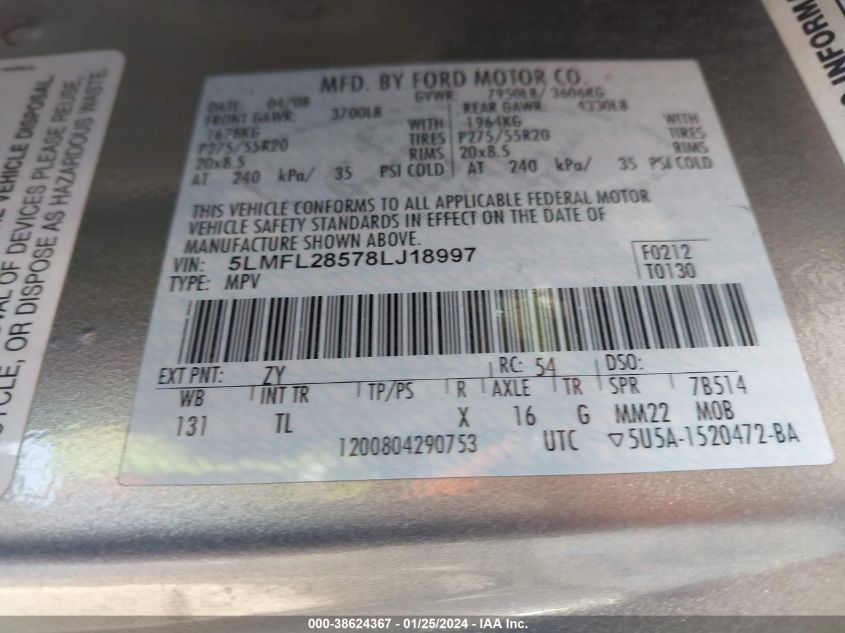 MFD. BY FORD MOTOR CO.
DATE: 04/08 GVWR: 7950LB/ 3606KG
FRONT GAWR: 3700LB REAR GAWR: 4330LB
1678KG WITH 1964KG WITH
P275/55R20 TIRES P275/55R20 TIRES
20x8.5 RIMS 20x8.5 RIMS
AT 240 kPa/ 35 PSI COLD AT 240 kPa/ 35 PSI COLD
THIS VEHICLE CONFORMS TO ALL APPLICABLE FEDERAL MOTOR
VEHICLE SAFETY STANDARDS IN EFFECT ON THE DATE OF
MANUFACTURE SHOWN ABOVE.
VIN: 5LMFL28578LJ18997 F0212
TYPE: MPV T0130
EXT PNT: ZY RC: 54 DSO:
WB INT TR TP/PS R AXLE TR SPR 7B514
131 TL X 16 G MM22 MOB
1200804290753 UTC ▽5U5A-1520472-BA
VEHICLE DISPOSAL
OF DEVICES PLEASE REUSE,
OR DISPOSE AS HAZARDOUS WASTE.
INFORM
000-38624367 - 01/25/2024 - IAA Inc.